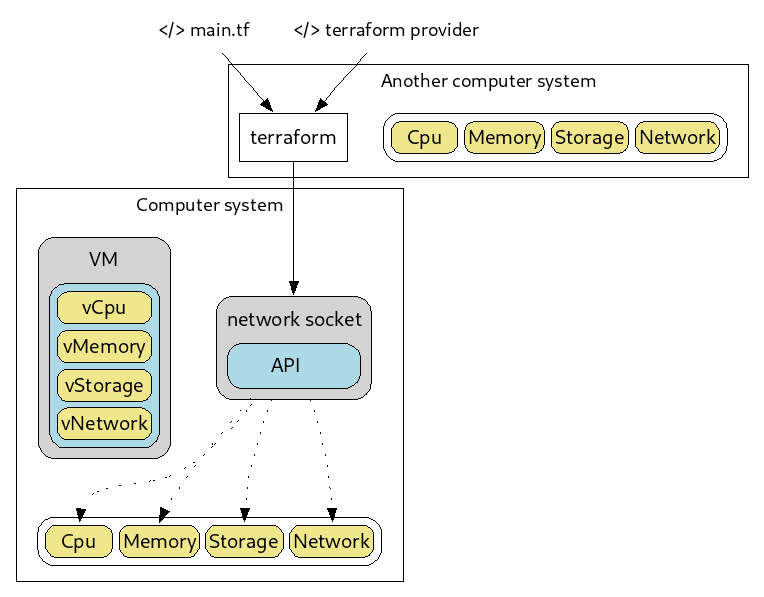 </> main.tf
</> terraform provider
Another computer system
terraform
Cpu
Memory
Storage
Network
Computer system
VM
vCpu
vMemory
vStorage
vNetwork
network socket
API
Cpu
Memory
Storage
Network